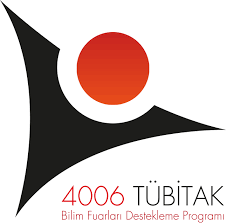 4006 TÜBİTAK
Bilim Fuarları Destekleme Programı